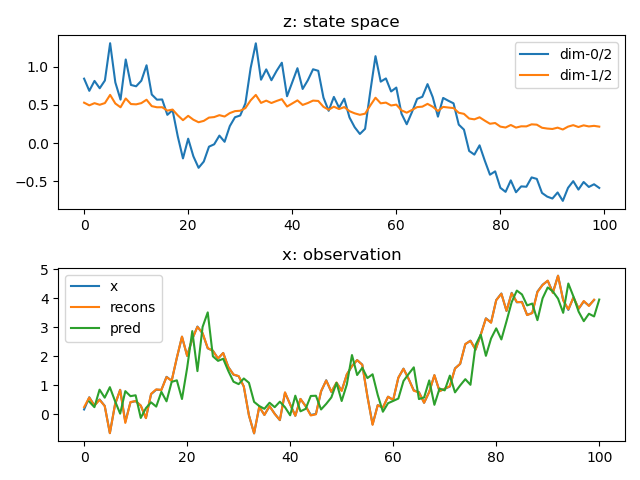 z: state space
1.0
0.5
0.0
−0.5
dim-0/2
dim-1/2
0 20 40 60 80 100
x: observation
5
4
3
2
1
0
x
recons
pred
0 20 40 60 80 100